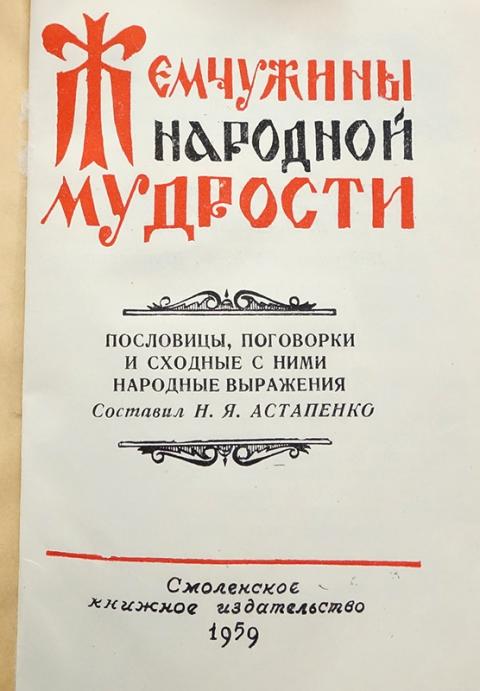 Жемчужины
народной
мудрости
ПОСЛОВИЦЫ, ПОГОВОРКИ
И СХОДНЫЕ С НИМИ
НАРОДНЫЕ ВЫРАЖЕНИЯ
Составил Н. Я. АСТАПЕНКО
Смоленское
книжное издательство
1959